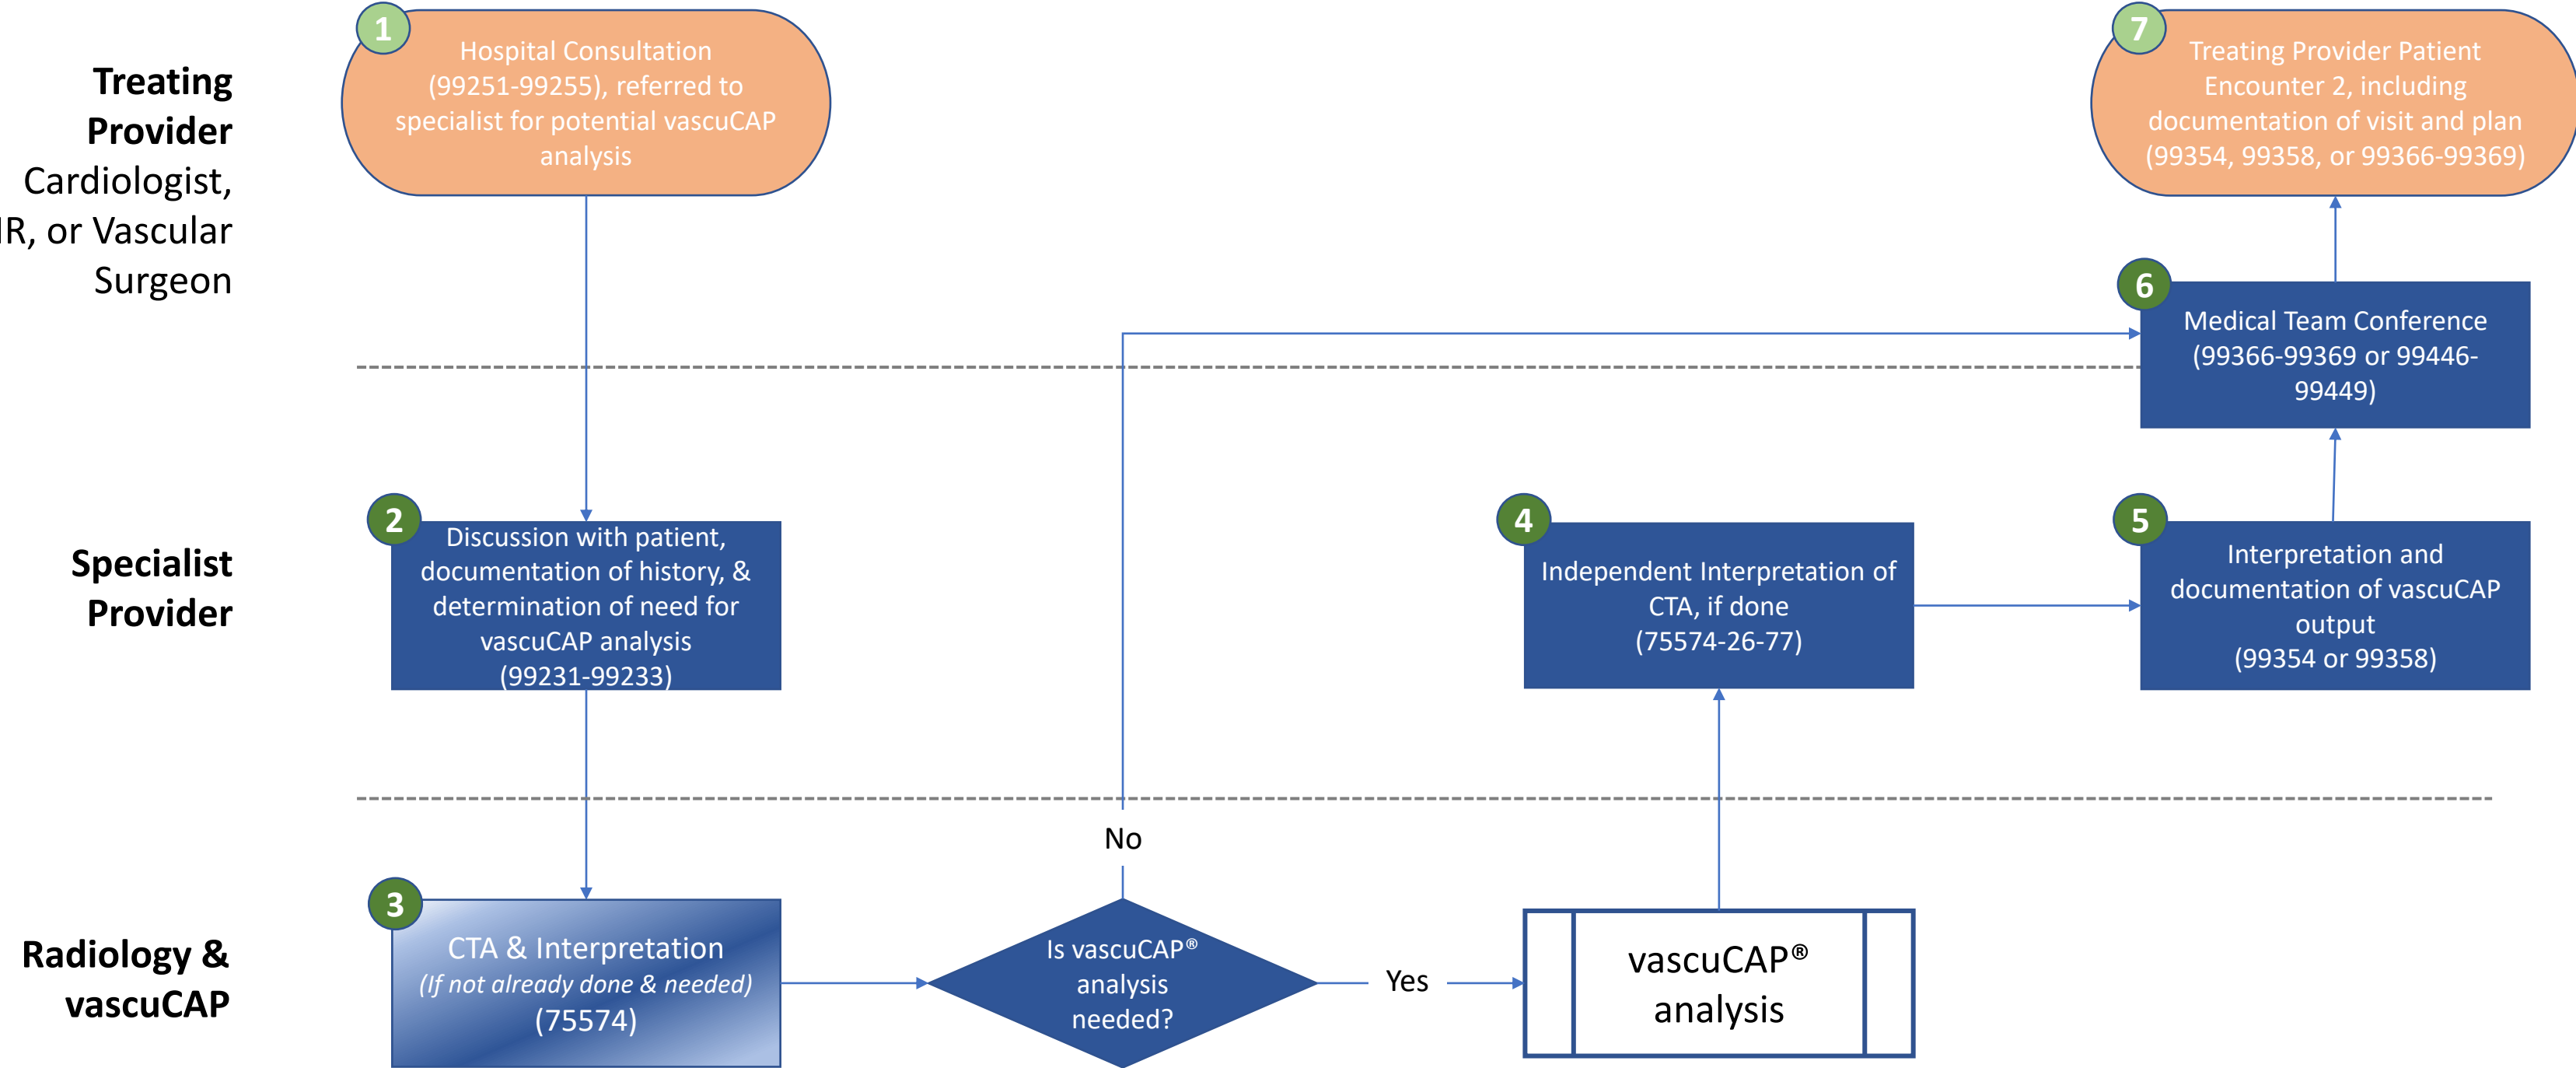 Treating
Provider
Cardiologist,
IR, or Vascular
Surgeon
1
Hospital Consultation
(99251-99255), referred to
specialist for potential vascuCAP
analysis
7
Treating Provider Patient
Encounter 2, including
documentation of visit and plan
(99354, 99358, or 99366-99369)
6
Medical Team Conference
(99366-99369 or 99446-
99449)
Specialist
Provider
2
Discussion with patient,
documentation of history, &
determination of need for
vascuCAP analysis
(99231-99233)
4
Independent Interpretation of
CTA, if done
(75574-26-77)
5
Interpretation and
documentation of vascuCAP
output
(99354 or 99358)
Radiology &
vascuCAP
3
CTA & Interpretation
(If not already done & needed)
(75574)
No
Is vascuCAP®
analysis
needed?
Yes
vascuCAP®
analysis